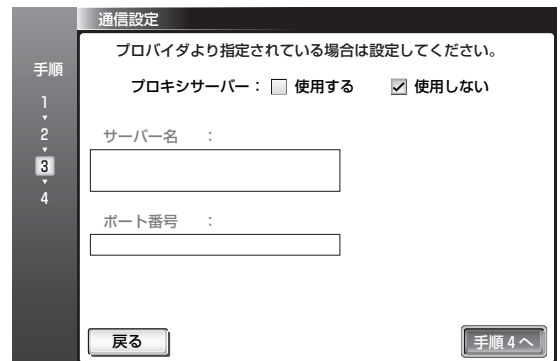 通信設定
プロバイダより指定されている場合は設定してください。
手順
1
2
3
4
プロキシサーバー： 使用する 使用しない
サーバー名 ：
ポート番号 ：
戻る
手順4へ